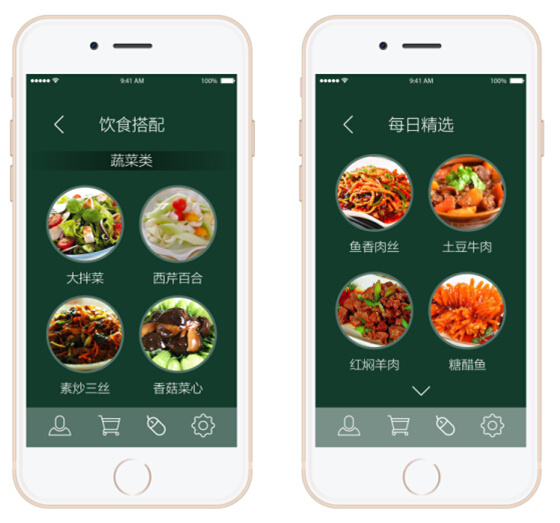 9:41 AM
100%
饮食搭配
蔬菜类
大拌菜 西芹百合
素炒三丝 香菇菜心
9:41 AM
100%
每日精选
鱼香肉丝 土豆牛肉
红焖羊肉 糖醋鱼